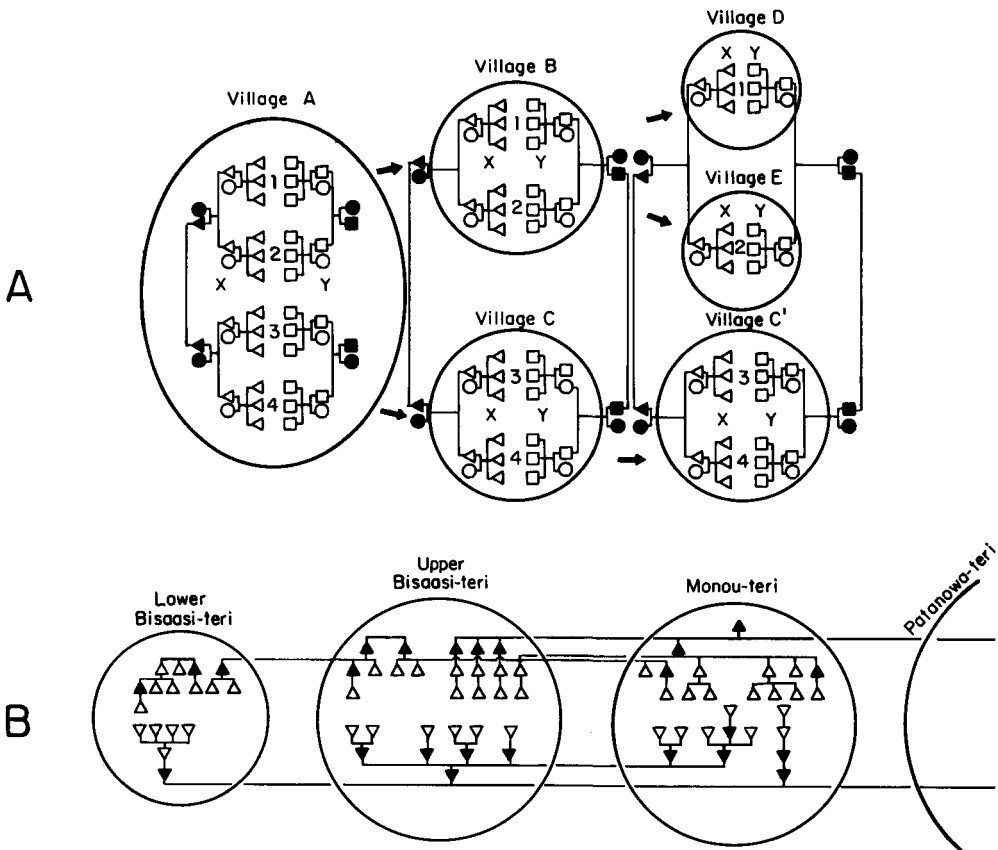 A
Village A
1
2
X Y
3
4
Village B
1
X Y
2
Village C
3
X Y
4
Village D
X Y
1
Village E
X Y
2
Village C'
3
X Y
4
B
Lower
Bisaasi-teri
Upper
Bisaasi-teri
Monou-teri
Patanowa-teri